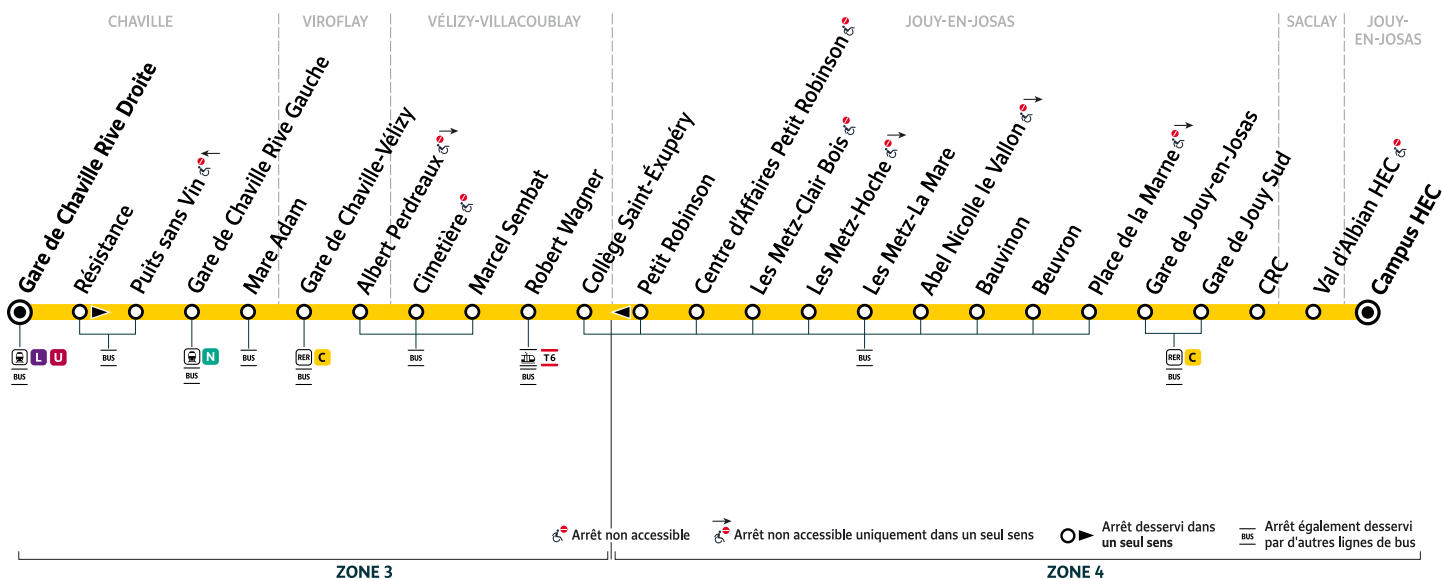 CHAVILLE
VIROFLAY
VÉLIZY-VILLACOUBLAY
JOUY-EN-JOSAS
SACLAY
JOUY-
EN-JOSAS
Gare de Chaville Rive Droite
Résistance
Puits sans Vin
Gare de Chaville Rive Gauche
Mare Adam
Gare de Chaville-Vélizy
Albert Perdreaux
Cimetière
Marcel Sembat
Robert Wagner
Collège Saint-Éxupéry
Petit Robinson
Centre d'Affaires Petit Robinson
Les Metz-Clair Bois
Les Metz-Hoche
Les Metz-La Mare
Abel Nicolle le Vallon
Bauvinon
Beuvron
Place de la Marne
Gare de Jouy-en-Josas
Gare de Jouy Sud
CRC
Val d'Albian HEC
Campus HEC
L U
BUS
BUS
N
BUS
BUS
RER C
BUS
BUS
T6
BUS
BUS
RER C
BUS
Arrêt non accessible
Arrêt non accessible uniquement dans un seul sens
Arrêt desservi dans
un seul sens
BUS
Arrêt également desservi
par d'autres lignes de bus
ZONE 3
ZONE 4